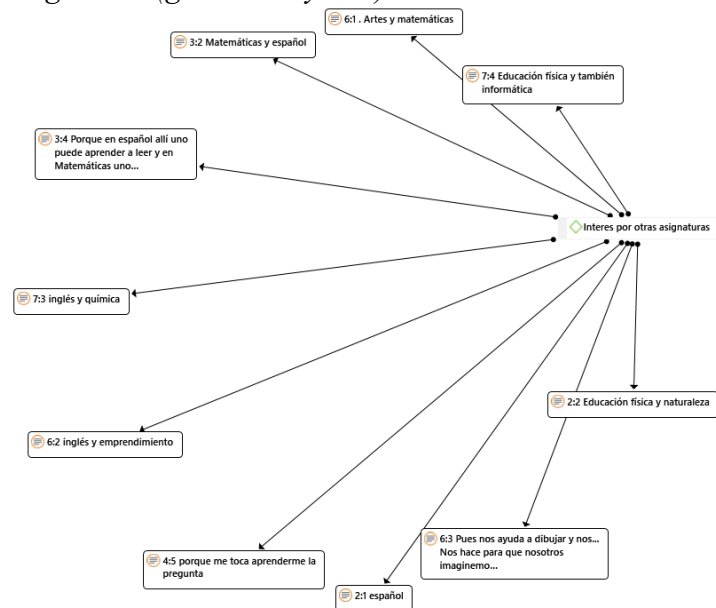 6:1 . Artes y matemáticas
3:2 Matemáticas y español
7:4 Educación física y también
informática
3:4 Porque en español allí uno
puede aprender a leer y en
Matemáticas uno...
Interes por otras asignaturas
7:3 inglés y química
2:2 Educación física y naturaleza
6:2 inglés y emprendimiento
6:3 Pues nos ayuda a dibujar y nos...
Nos hace para que nosotros
imaginemo...
4:5 porque me toca aprenderme la
pregunta
2:1 español